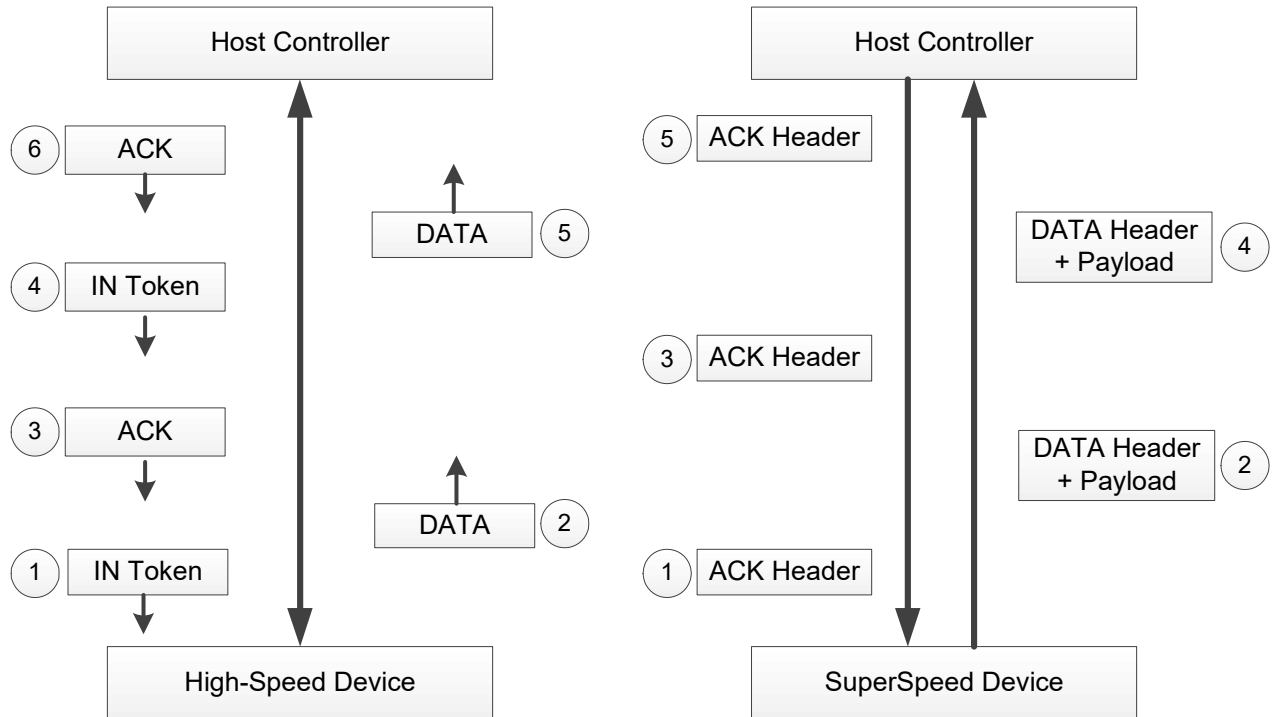 Host Controller
6
ACK
DATA
5
4
IN Token
3
ACK
DATA
2
1
IN Token
High-Speed Device
Host Controller
5
ACK Header
DATA Header
+ Payload
4
3
ACK Header
DATA Header
+ Payload
2
1
ACK Header
SuperSpeed Device